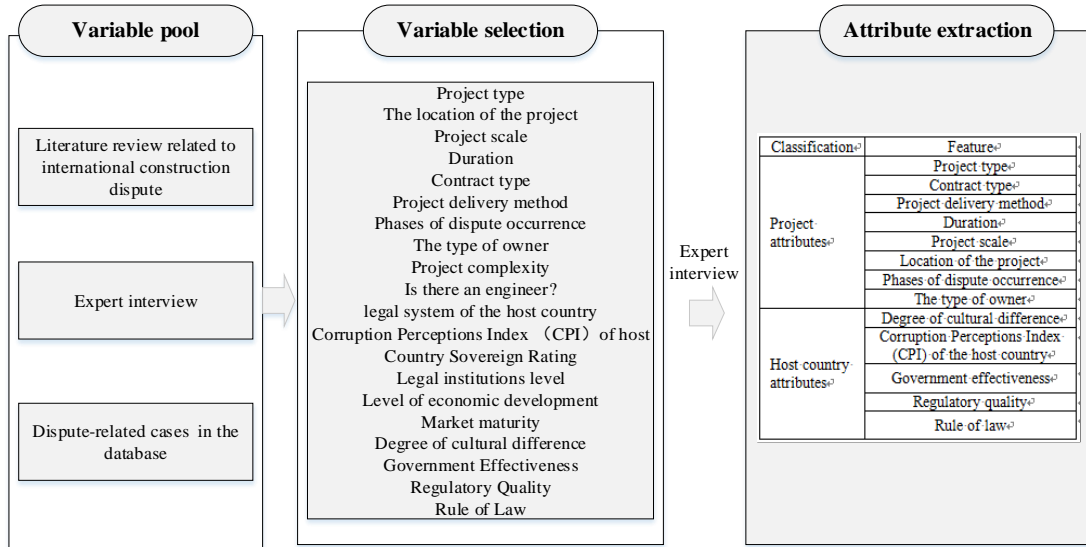 Variable pool
Literature review related to
international construction
dispute
Expert interview
Dispute-related cases in the
database
Variable selection
Project type
The location of the project
Project scale
Duration
Contract type
Project delivery method
Phases of dispute occurrence
The type of owner
Project complexity
Is there an engineer?
legal system of the host country
Corruption Perceptions Index （CPI）of host
Country Sovereign Rating
Legal institutions level
Level of economic development
Market maturity
Degree of cultural difference
Government Effectiveness
Regulatory Quality
Rule of Law
Expert
interview
Attribute extraction
Classification Feature
Project attributes
Project type
Contract type
Project delivery method
Duration
Project scale
Location of the project
Phases of dispute occurrence
The type of owner
Host country attributes
Degree of cultural difference
Corruption Perceptions Index
(CPI) of the host country
Government effectiveness
Regulatory quality
Rule of law